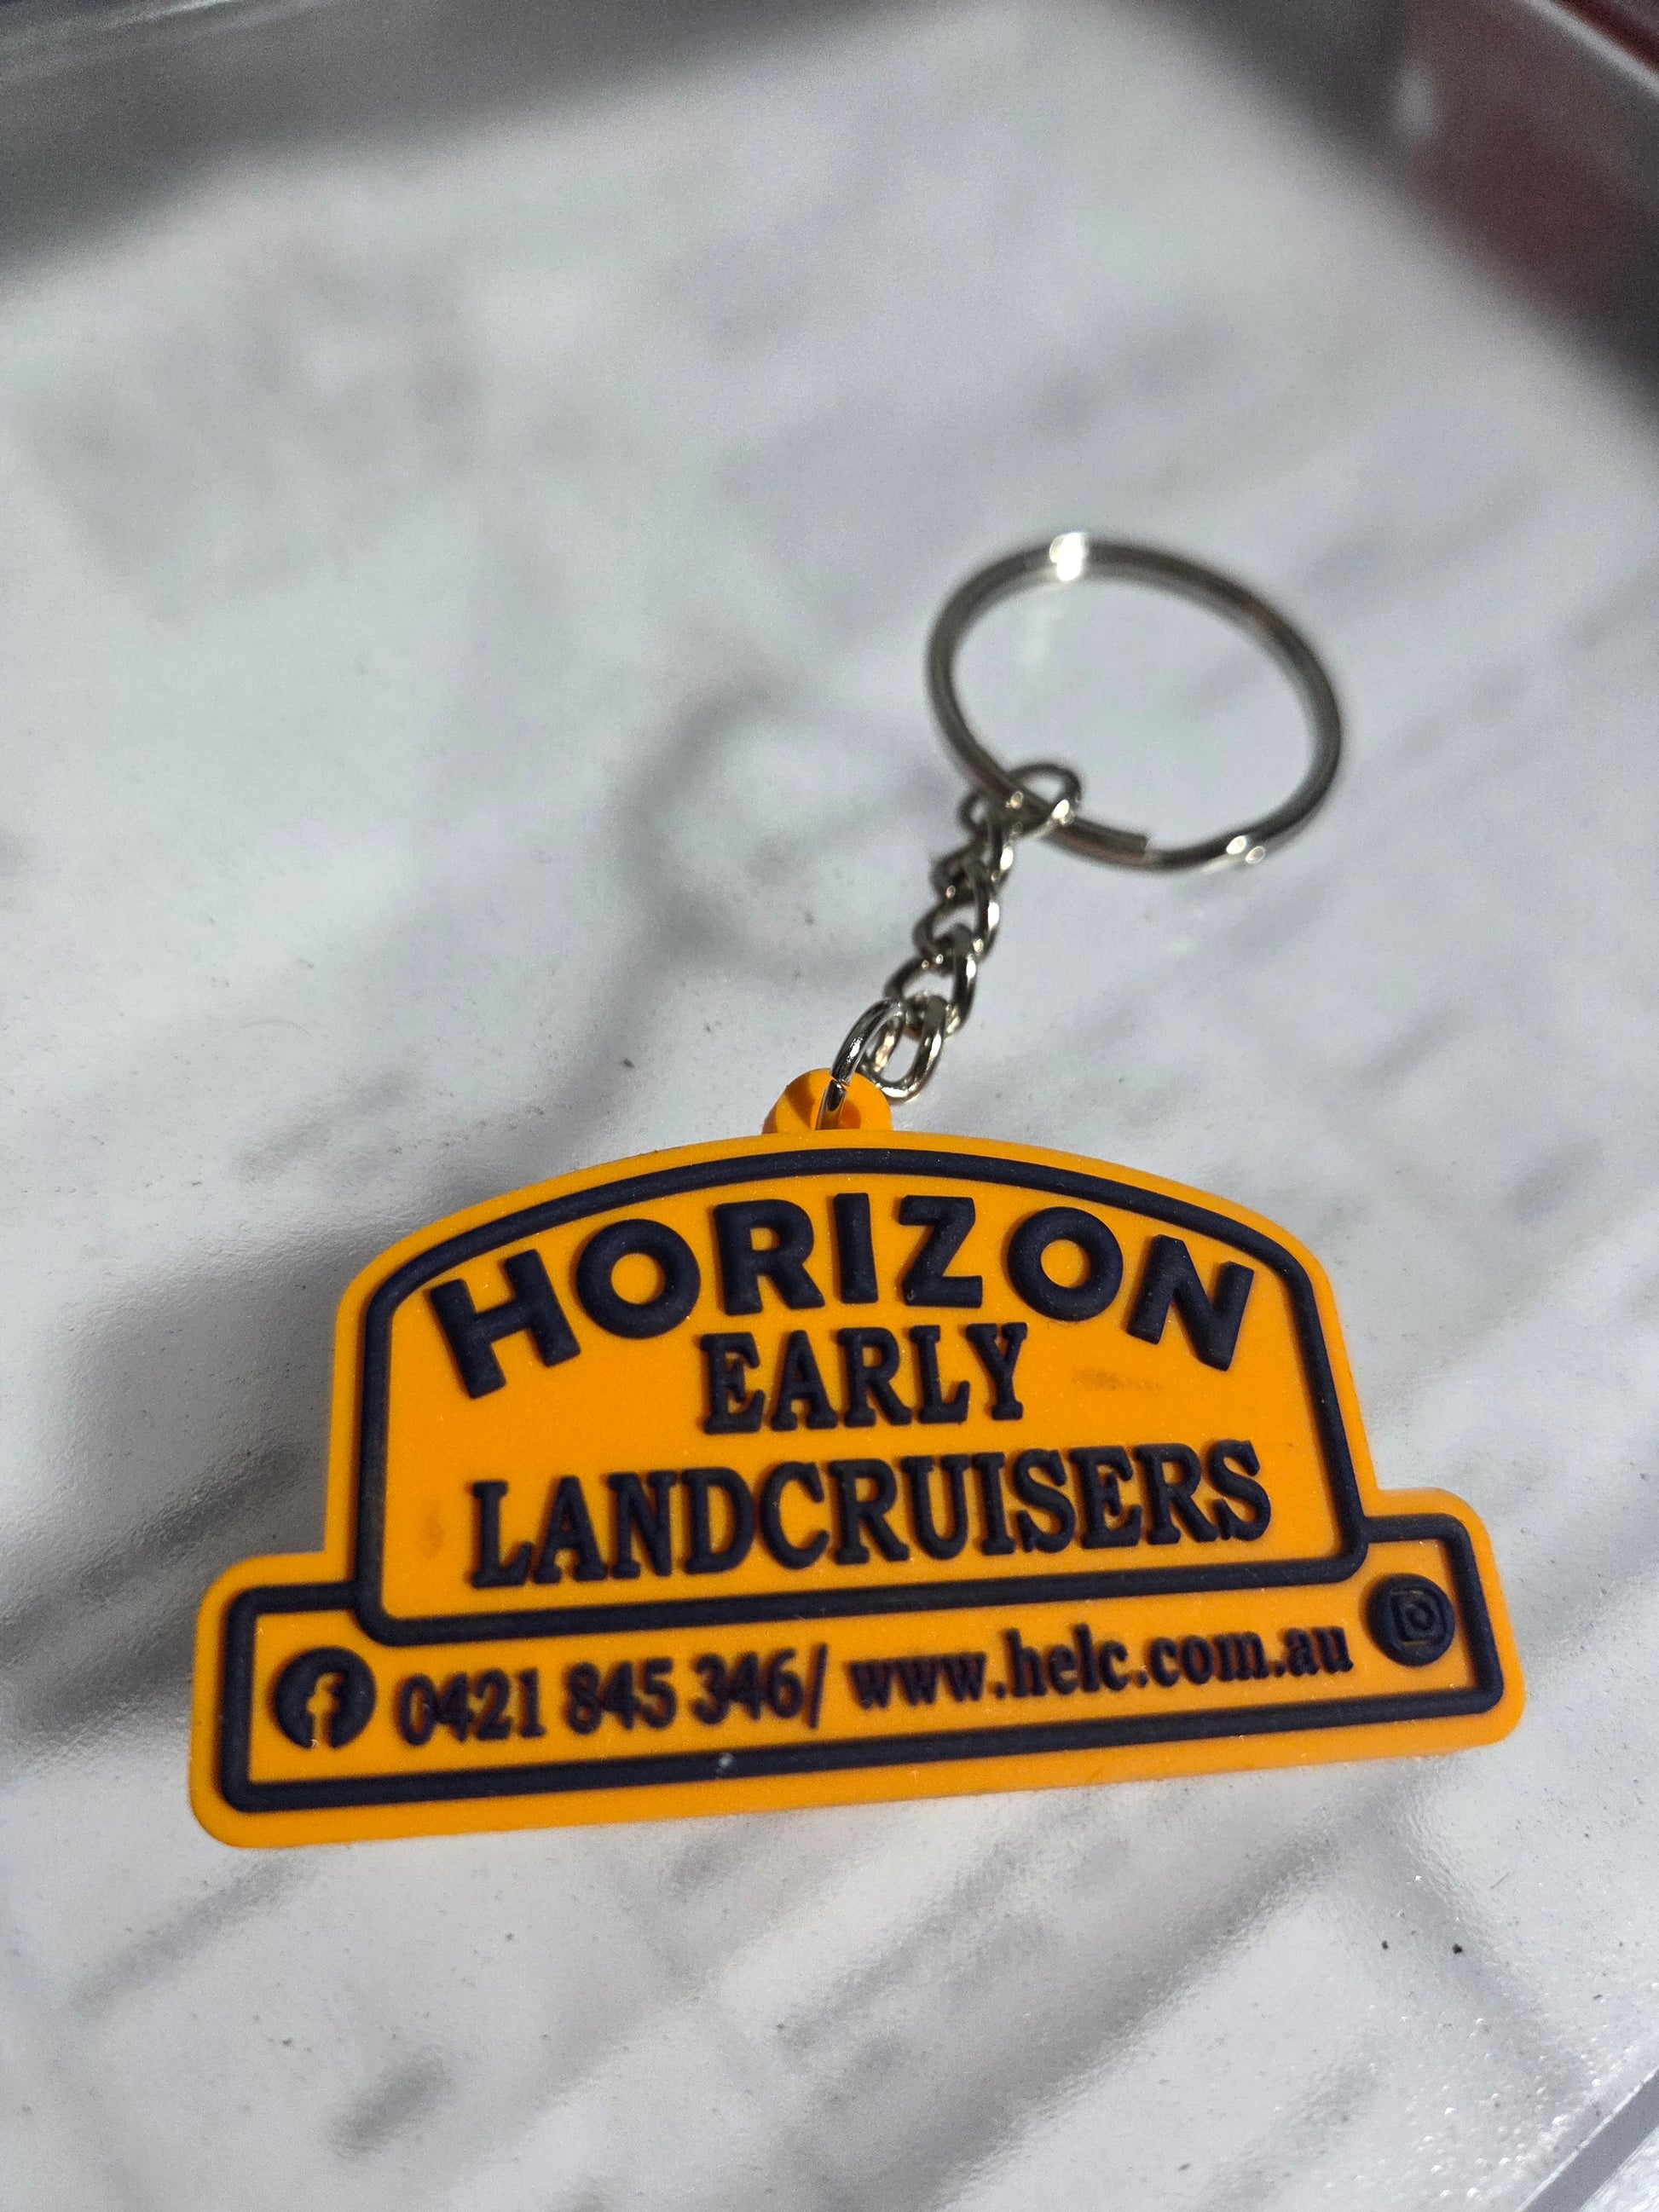 HORIZON
EARLY
LANDCRUISERS
0421 845 346/ www.helc.com.au